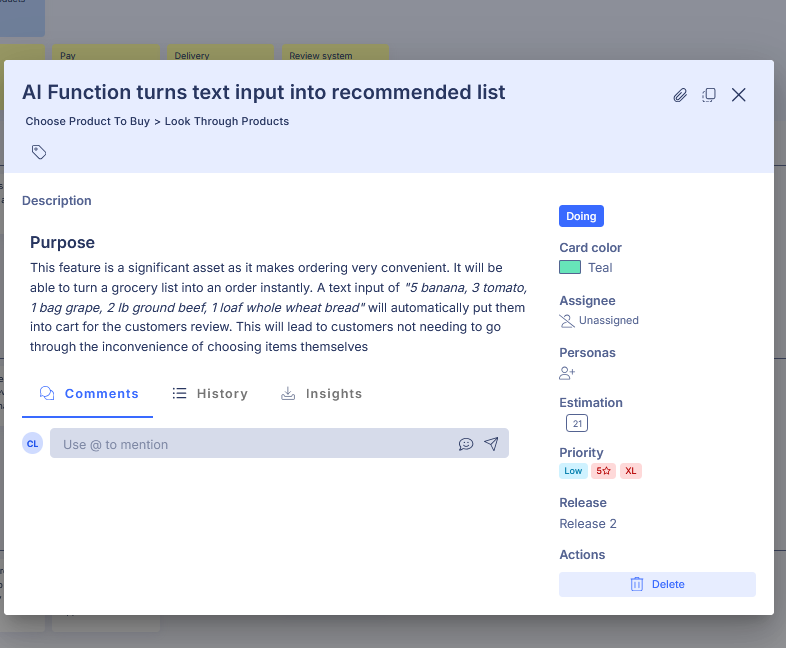 Pay
Delivery
Review system
AI Function turns text input into recommended list
Choose Product To Buy > Look Through Products
Description
Purpose
This feature is a significant asset as it makes ordering very convenient. It will be
able to turn a grocery list into an order instantly. A text input of "5 banana, 3 tomato,
1 bag grape, 2 lb ground beef, 1 loaf whole wheat bread" will automatically put them
into cart for the customers review. This will lead to customers not needing to go
through the inconvenience of choosing items themselves
Comments
History
Insights
CL
Use @ to mention
Doing
Card color
Teal
Assignee
Unassigned
Personas
Estimation
21
Priority
Low 5☆ XL
Release
Release 2
Actions
Delete